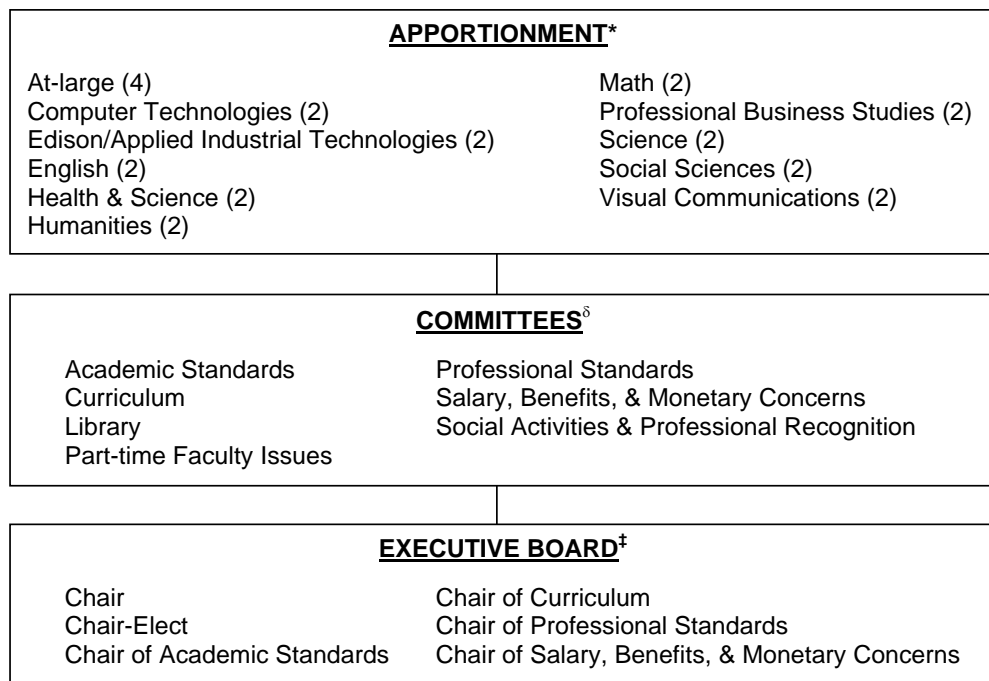 APPORTIONMENT*
At-large (4)
Computer Technologies (2)
Edison/Applied Industrial Technologies (2)
English (2)
Health & Science (2)
Humanities (2)
Math (2)
Professional Business Studies (2)
Science (2)
Social Sciences (2)
Visual Communications (2)
COMMITTEESδ
Academic Standards
Curriculum
Library
Part-time Faculty Issues
Professional Standards
Salary, Benefits, & Monetary Concerns
Social Activities & Professional Recognition
EXECUTIVE BOARD‡
Chair
Chair-Elect
Chair of Academic Standards
Chair of Curriculum
Chair of Professional Standards
Chair of Salary, Benefits, & Monetary Concerns